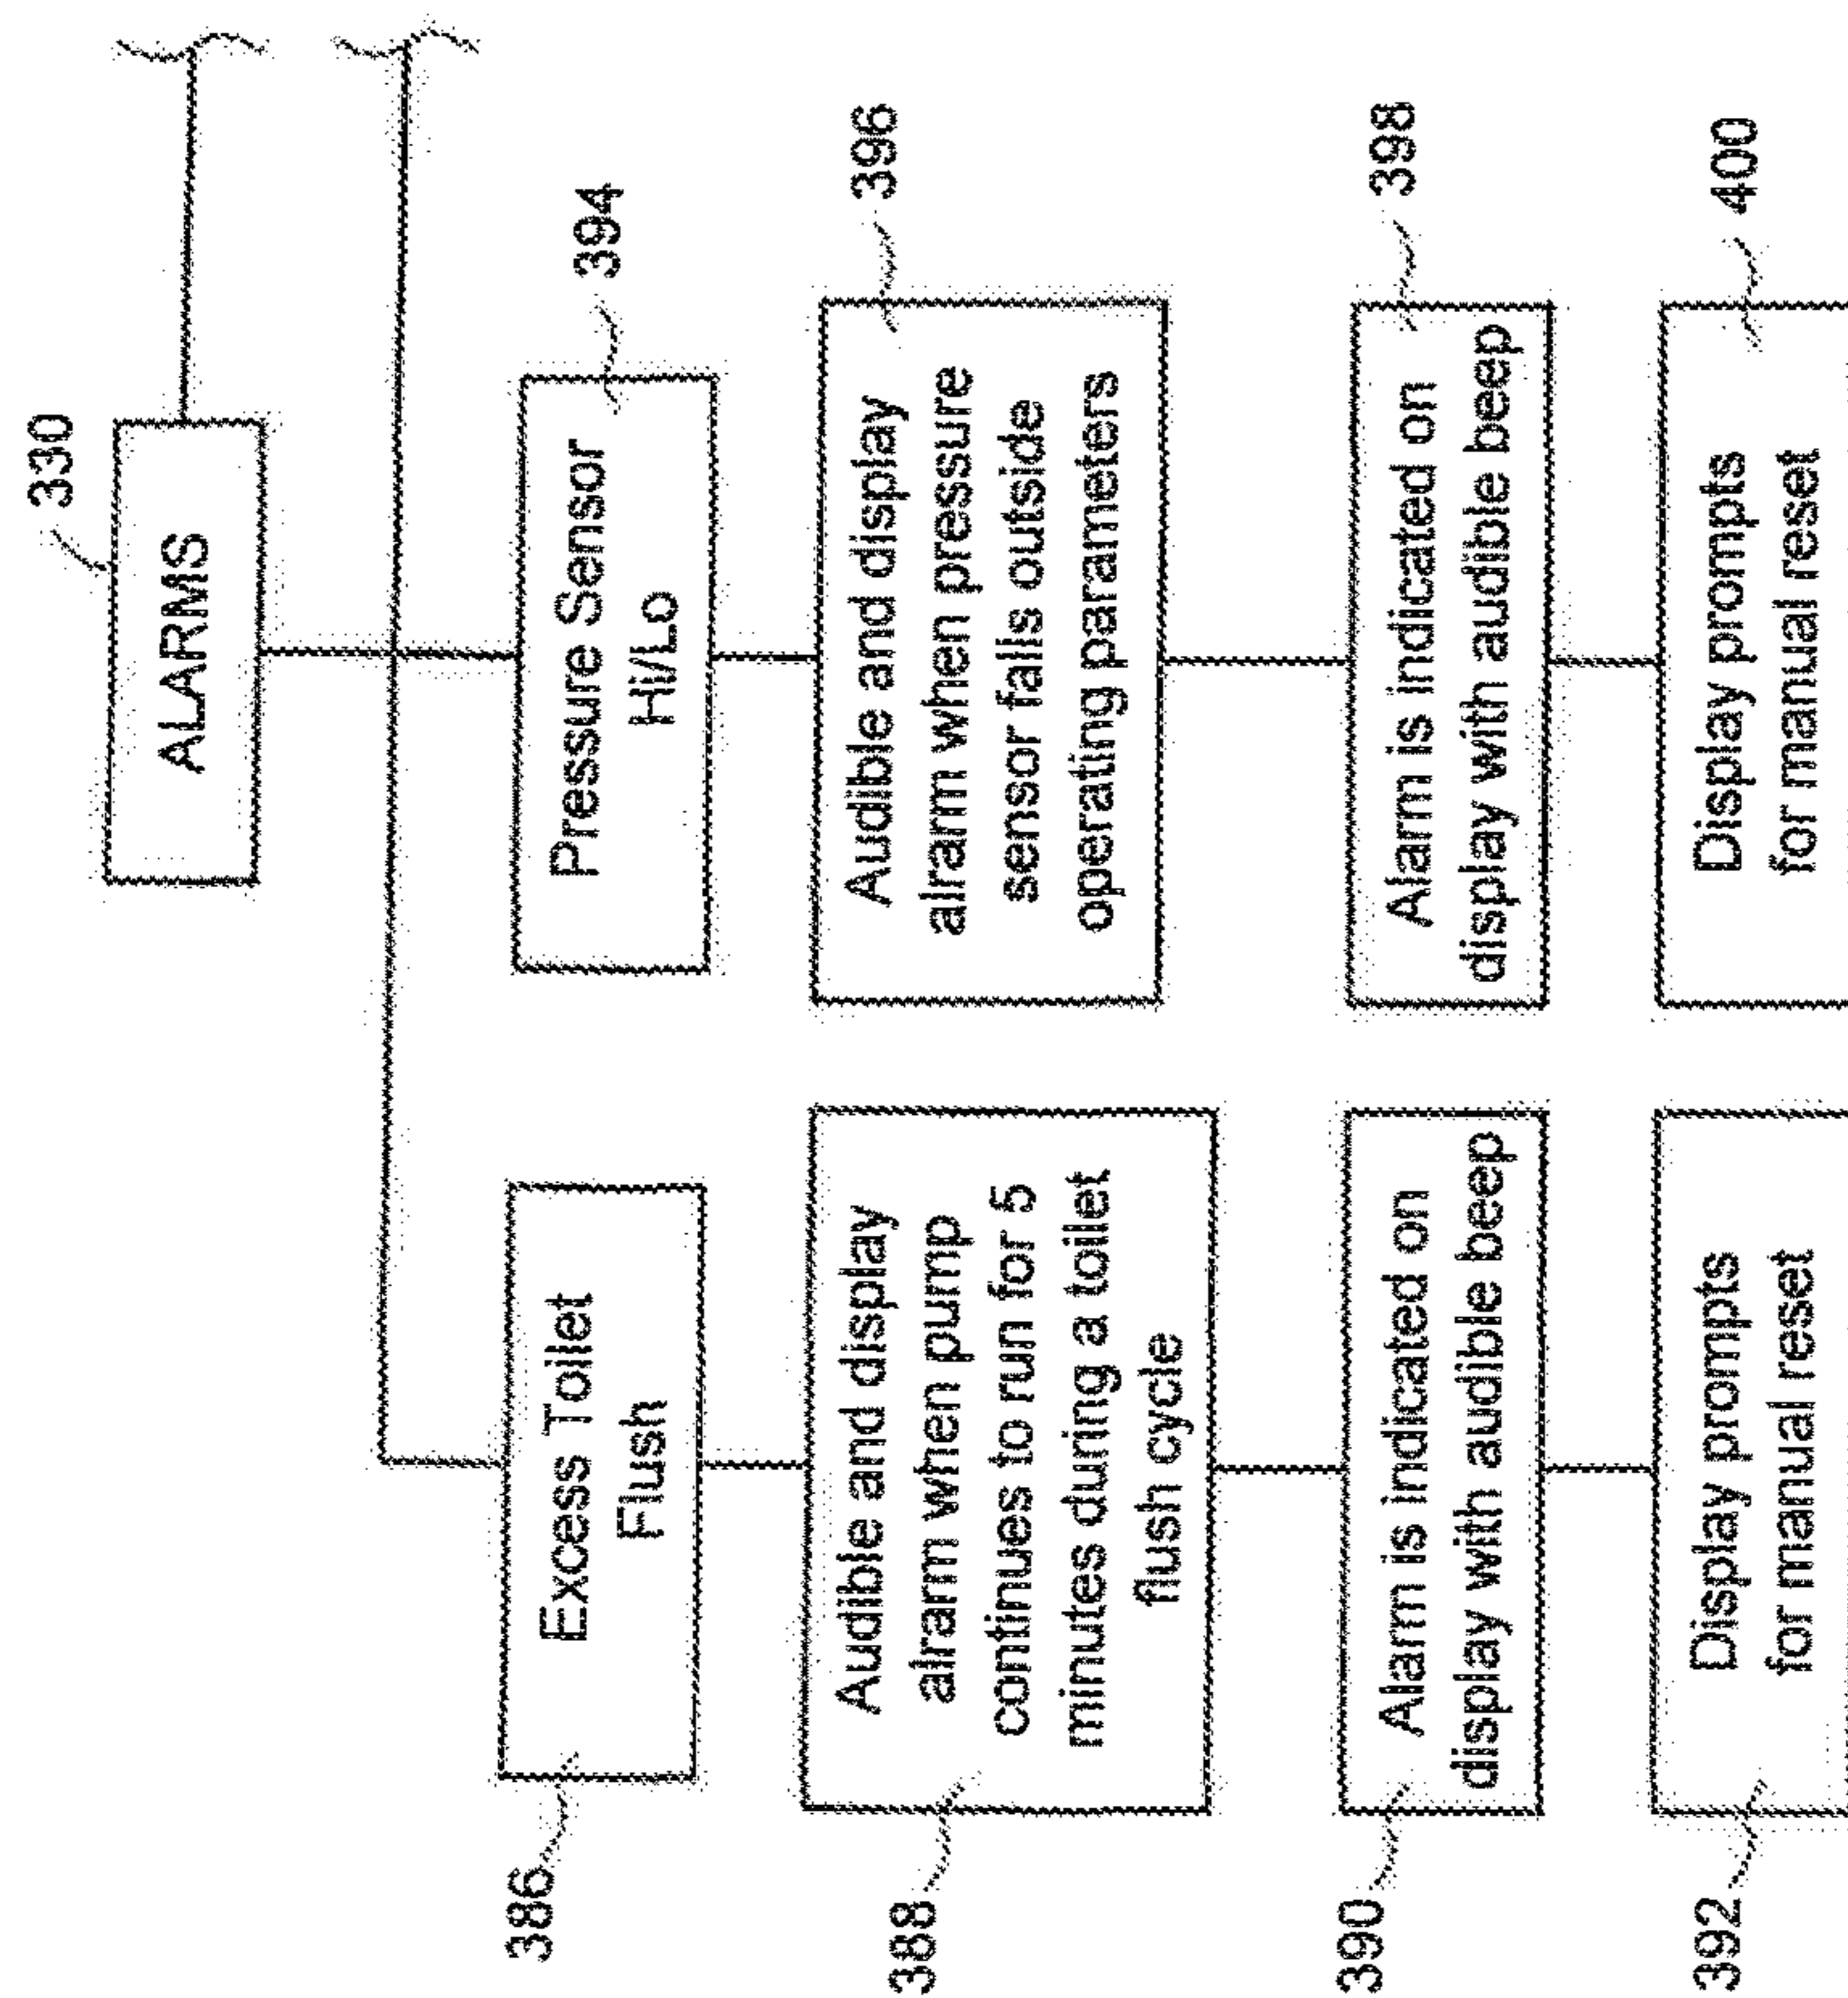 330
ALARMS
386
Excess Toilet
Flush
388
Audible and display
alram when pump
continues to run for 5
minutes during a toilet
flush cycle
390
Alarm is indicated on
display with audible beep
392
Display prompts
for manual reset
394
Pressure Sensor
Hi/Lo
396
Audible and display
alram when pressure
sensor falls outside
operating parameters
398
Alarm is indicated on
display with audible beep
400
Display prompts
for manual reset